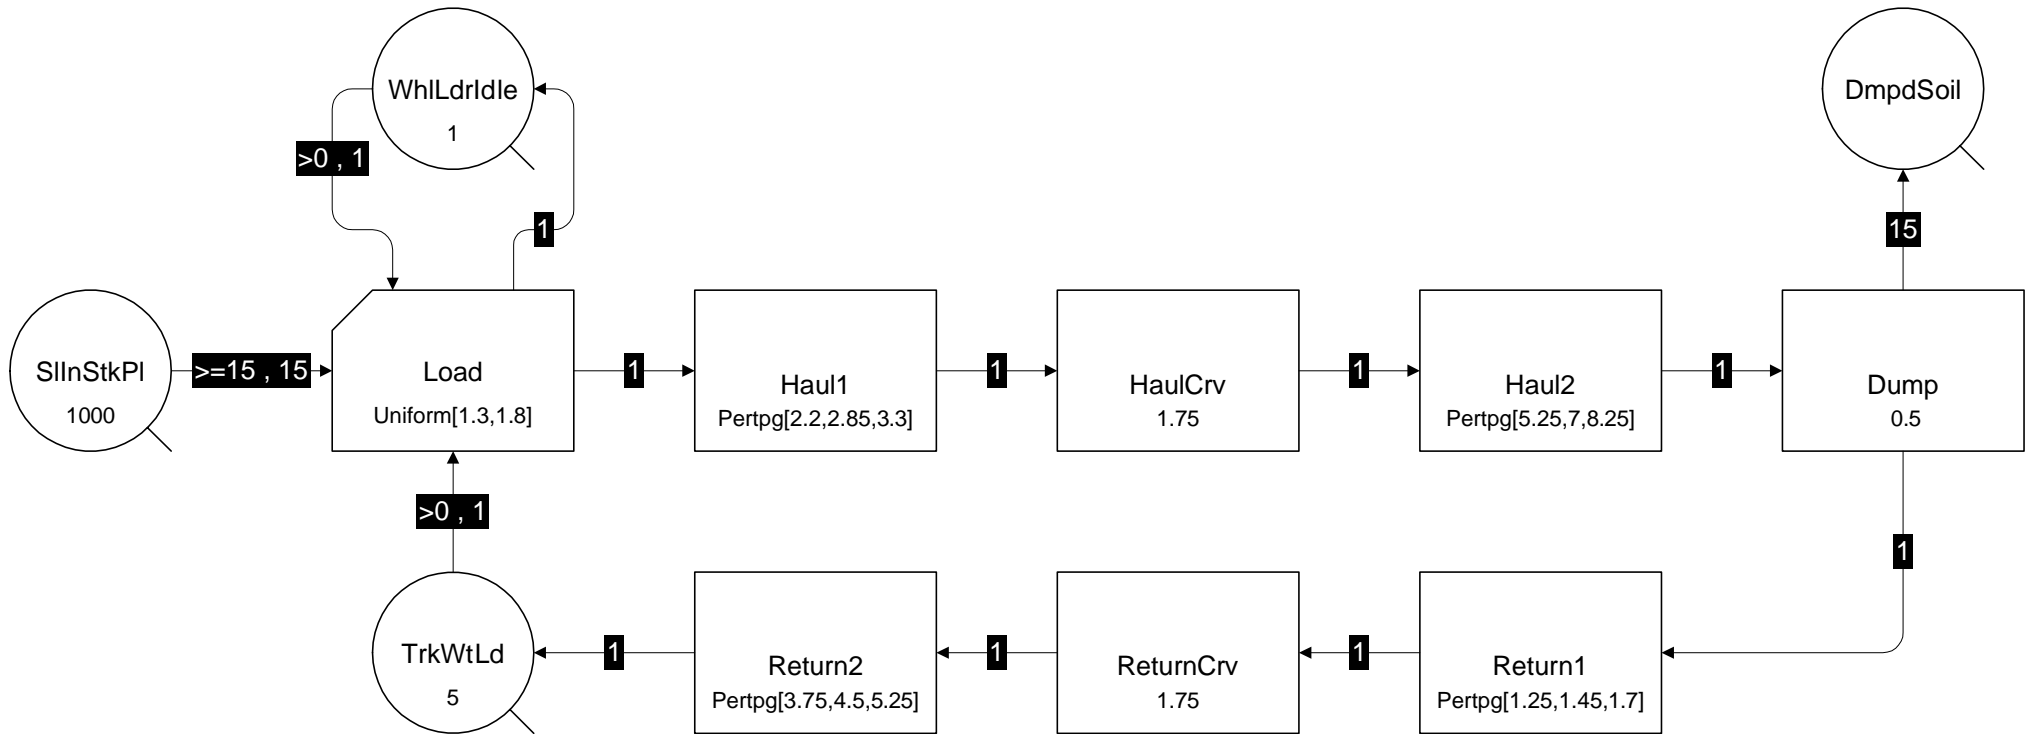 WhlLdrIdle
1
DmpdSoil
>0 , 1
1
15
SlInStkPl
1000
>=15 , 15
Load
Uniform[1.3,1.8]
1
Haul1
Pertpg[2.2,2.85,3.3]
1
HaulCrv
1.75
1
Haul2
Pertpg[5.25,7,8.25]
1
Dump
0.5
>0 , 1
1
TrkWtLd
5
1
Return2
Pertpg[3.75,4.5,5.25]
1
ReturnCrv
1.75
1
Return1
Pertpg[1.25,1.45,1.7]